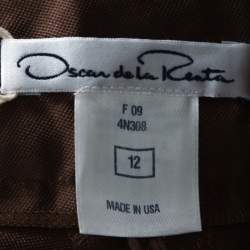 Oscar de la Renta
F 09
4N308
12
MADE IN USA